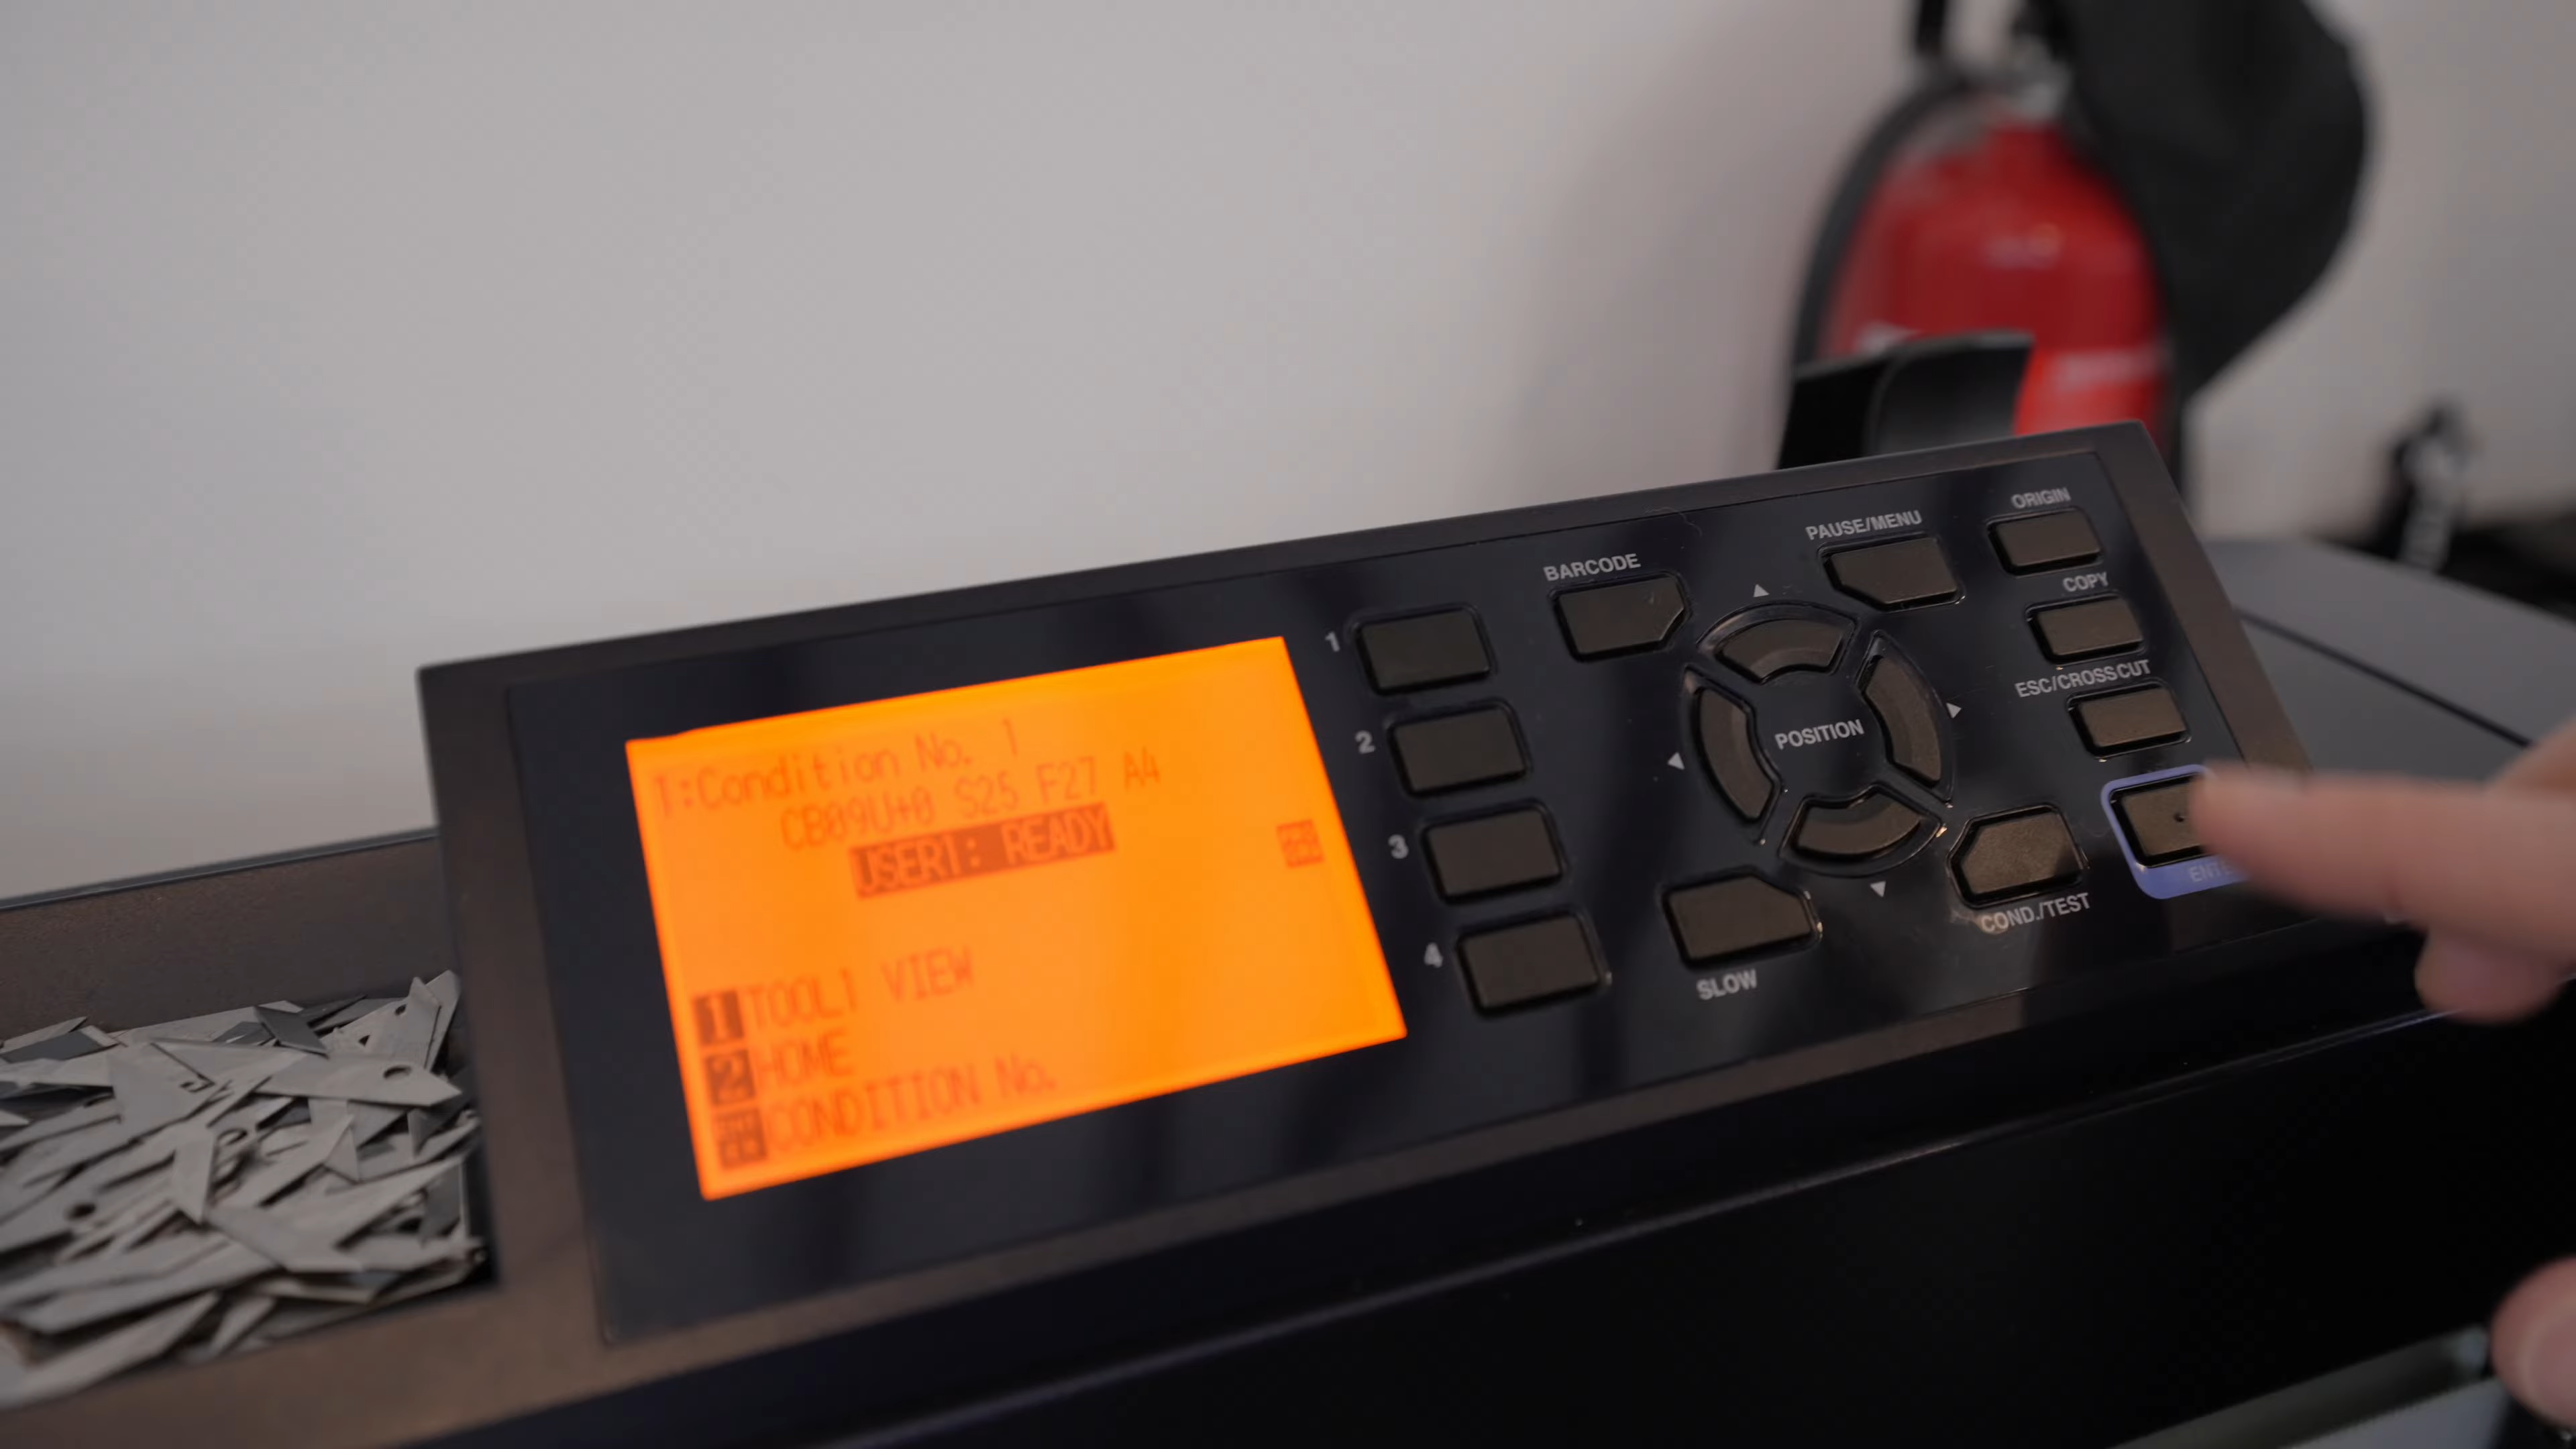 1:Condition No. 1
CB09U+0 S25 F27 A4
USER1: READY
1 TOOL1 VIEW
2 HOME
CONDITION No.
1
2
3
4
BARCODE
PAUSE/MENU
ORIGIN
COPY
ESC/CROSSCUT
POSITION
COND./TEST
SLOW